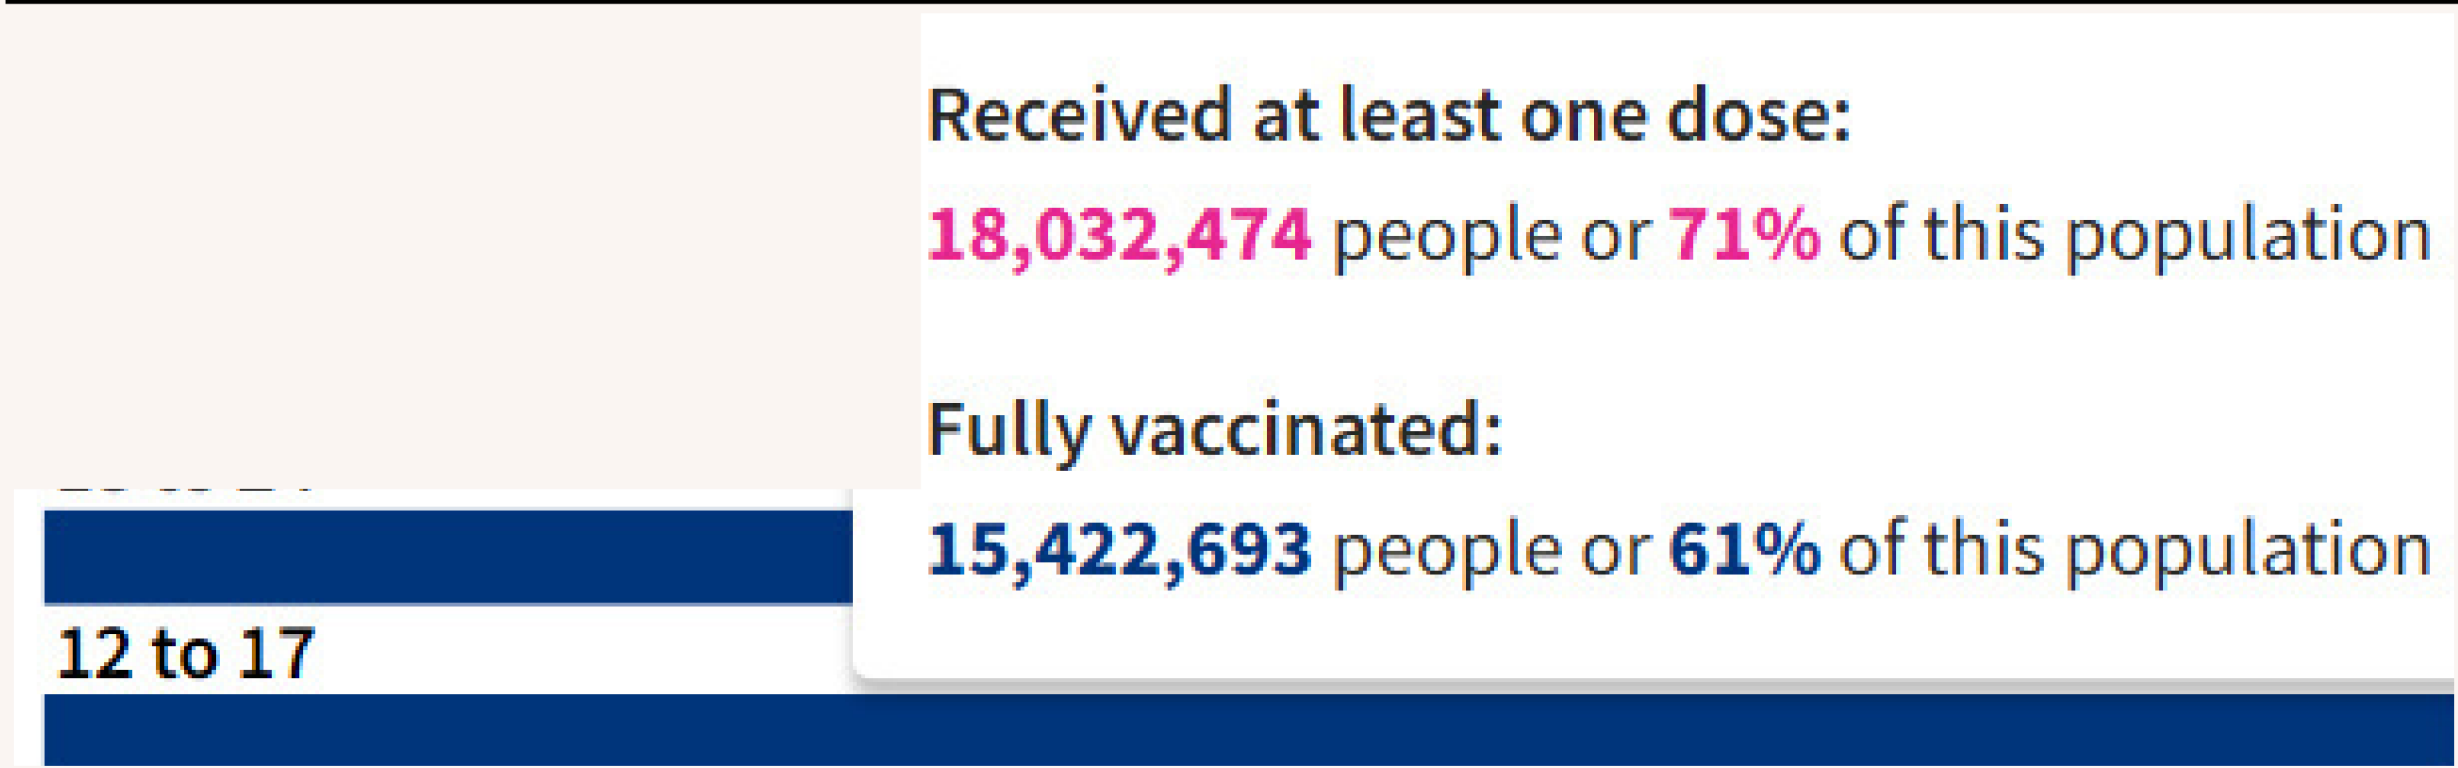 Received at least one dose:
18,032,474 people or 71% of this population
Fully vaccinated:
15,422,693 people or 61% of this population
12 to 17